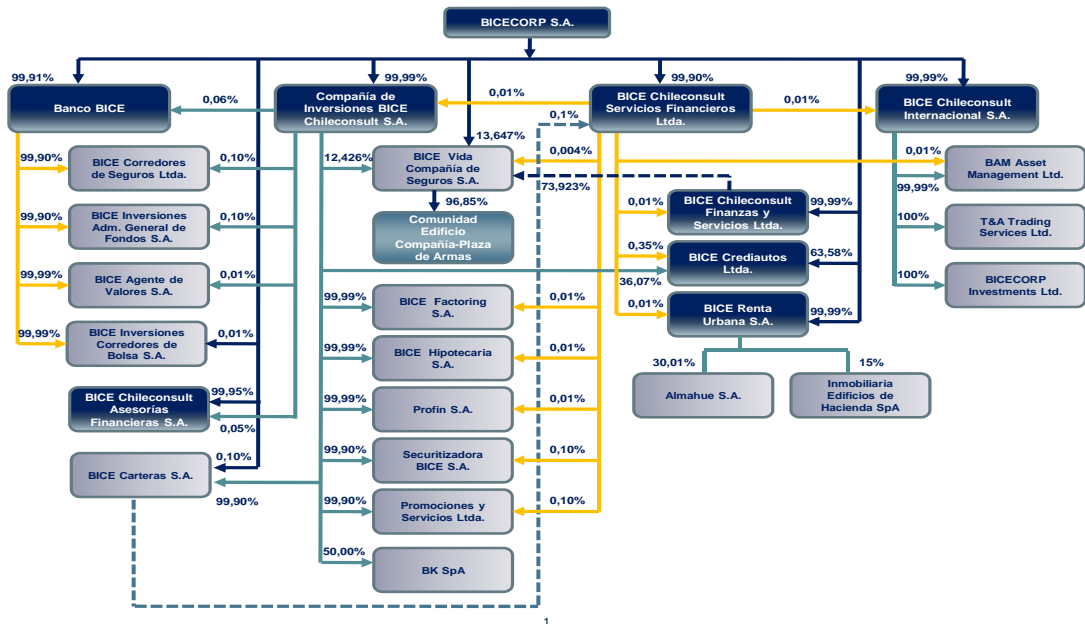 BICECORP S.A.
99,91%
99,99%
99,90%
99,99%
Banco BICE
0,06%
Compañía de
Inversiones BICE
Chileconsult S.A.
0,01%
BICE Chileconsult
Servicios Financieros
Ltda.
0,01%
BICE Chileconsult
Internacional S.A.
0,1%
13,647%
99,90%
BICE Corredores
de Seguros Ltda.
0,10%
12,426%
BICE Vida
Compañía de
Seguros S.A.
0,004%
0,01%
BAM Asset
Management Ltd.
99,99%
73,923%
96,85%
99,90%
BICE Inversiones
Adm. General de
Fondos S.A.
0,10%
Comunidad
Edificio
Compañía-Plaza
de Armas
0,01%
BICE Chileconsult
Finanzas y
Servicios Ltda.
99,99%
100%
T&A Trading
Services Ltd.
0,35%
BICE Crediautos
Ltda.
63,58%
36,07%
99,99%
BICE Agente de
Valores S.A.
0,01%
100%
BICECORP
Investments Ltd.
99,99%
BICE Factoring
S.A.
0,01%
0,01%
BICE Renta
Urbana S.A.
99,99%
99,99%
BICE Inversiones
Corredores de
Bolsa S.A.
0,01%
99,99%
BICE Hipotecaria
S.A.
0,01%
30,01%
15%
Almahue S.A.
Inmobiliaria
Edificios de
Hacienda SpA
BICE Chileconsult
Asesorías
Financieras S.A.
99,95%
0,05%
99,99%
Profin S.A.
0,01%
99,90%
Securitizadora
BICE S.A.
0,10%
BICE Carteras S.A.
0,10%
99,90%
99,90%
Promociones y
Servicios Ltda.
0,10%
50,00%
BK SpA
1